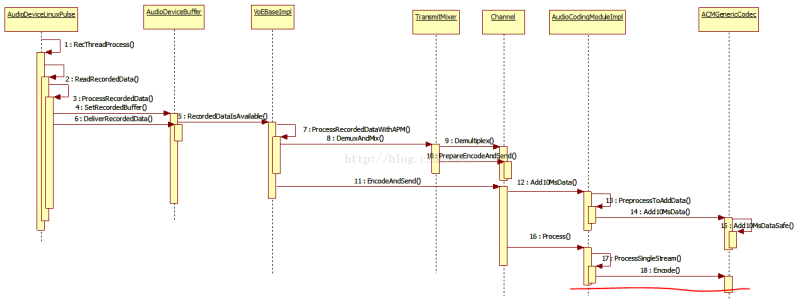 AudioDeviceLinuxPulse
AudioDeviceBuffer
VoEBaseImpl
TransmitMixer
Channel
AudioCodingModuleImpl
ACMGenericCodec
1 : RecThreadProcess()
2 : ReadRecordedData()
3 : ProcessRecordedData()
4 : SetRecordedBuffer()
5 : RecordedDataIsAvailable()
6 : DeliverRecordedData()
7 : ProcessRecordedDataWithAPM()
8 : DemuxAndMix()
9 : Demultiplex()
10 : PrepareEncodeAndSend()
11 : EncodeAndSend()
12 : Add10MsData()
13 : PreprocessToAddData()
14 : Add10MsData()
15 : Add10MsDataSafe()
16 : Process()
17 : ProcessSingleStream()
18 : Encode()